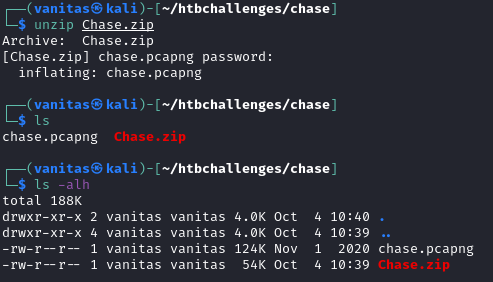 ┌──(vanitas㉿kali)-[~/htbchallenges/chase]
└─$ unzip Chase.zip
Archive:  Chase.zip
[Chase.zip] chase.pcapng password:
  inflating: chase.pcapng
┌──(vanitas㉿kali)-[~/htbchallenges/chase]
└─$ ls
chase.pcapng  Chase.zip
┌──(vanitas㉿kali)-[~/htbchallenges/chase]
└─$ ls -alh
total 188K
drwxr-xr-x 2 vanitas vanitas 4.0K Oct  4 10:40 .
drwxr-xr-x 4 vanitas vanitas 4.0K Oct  4 10:39 ..
-rw-r--r-- 1 vanitas vanitas 124K Nov  1  2020 chase.pcapng
-rw-r--r-- 1 vanitas vanitas  54K Oct  4 10:39 Chase.zip